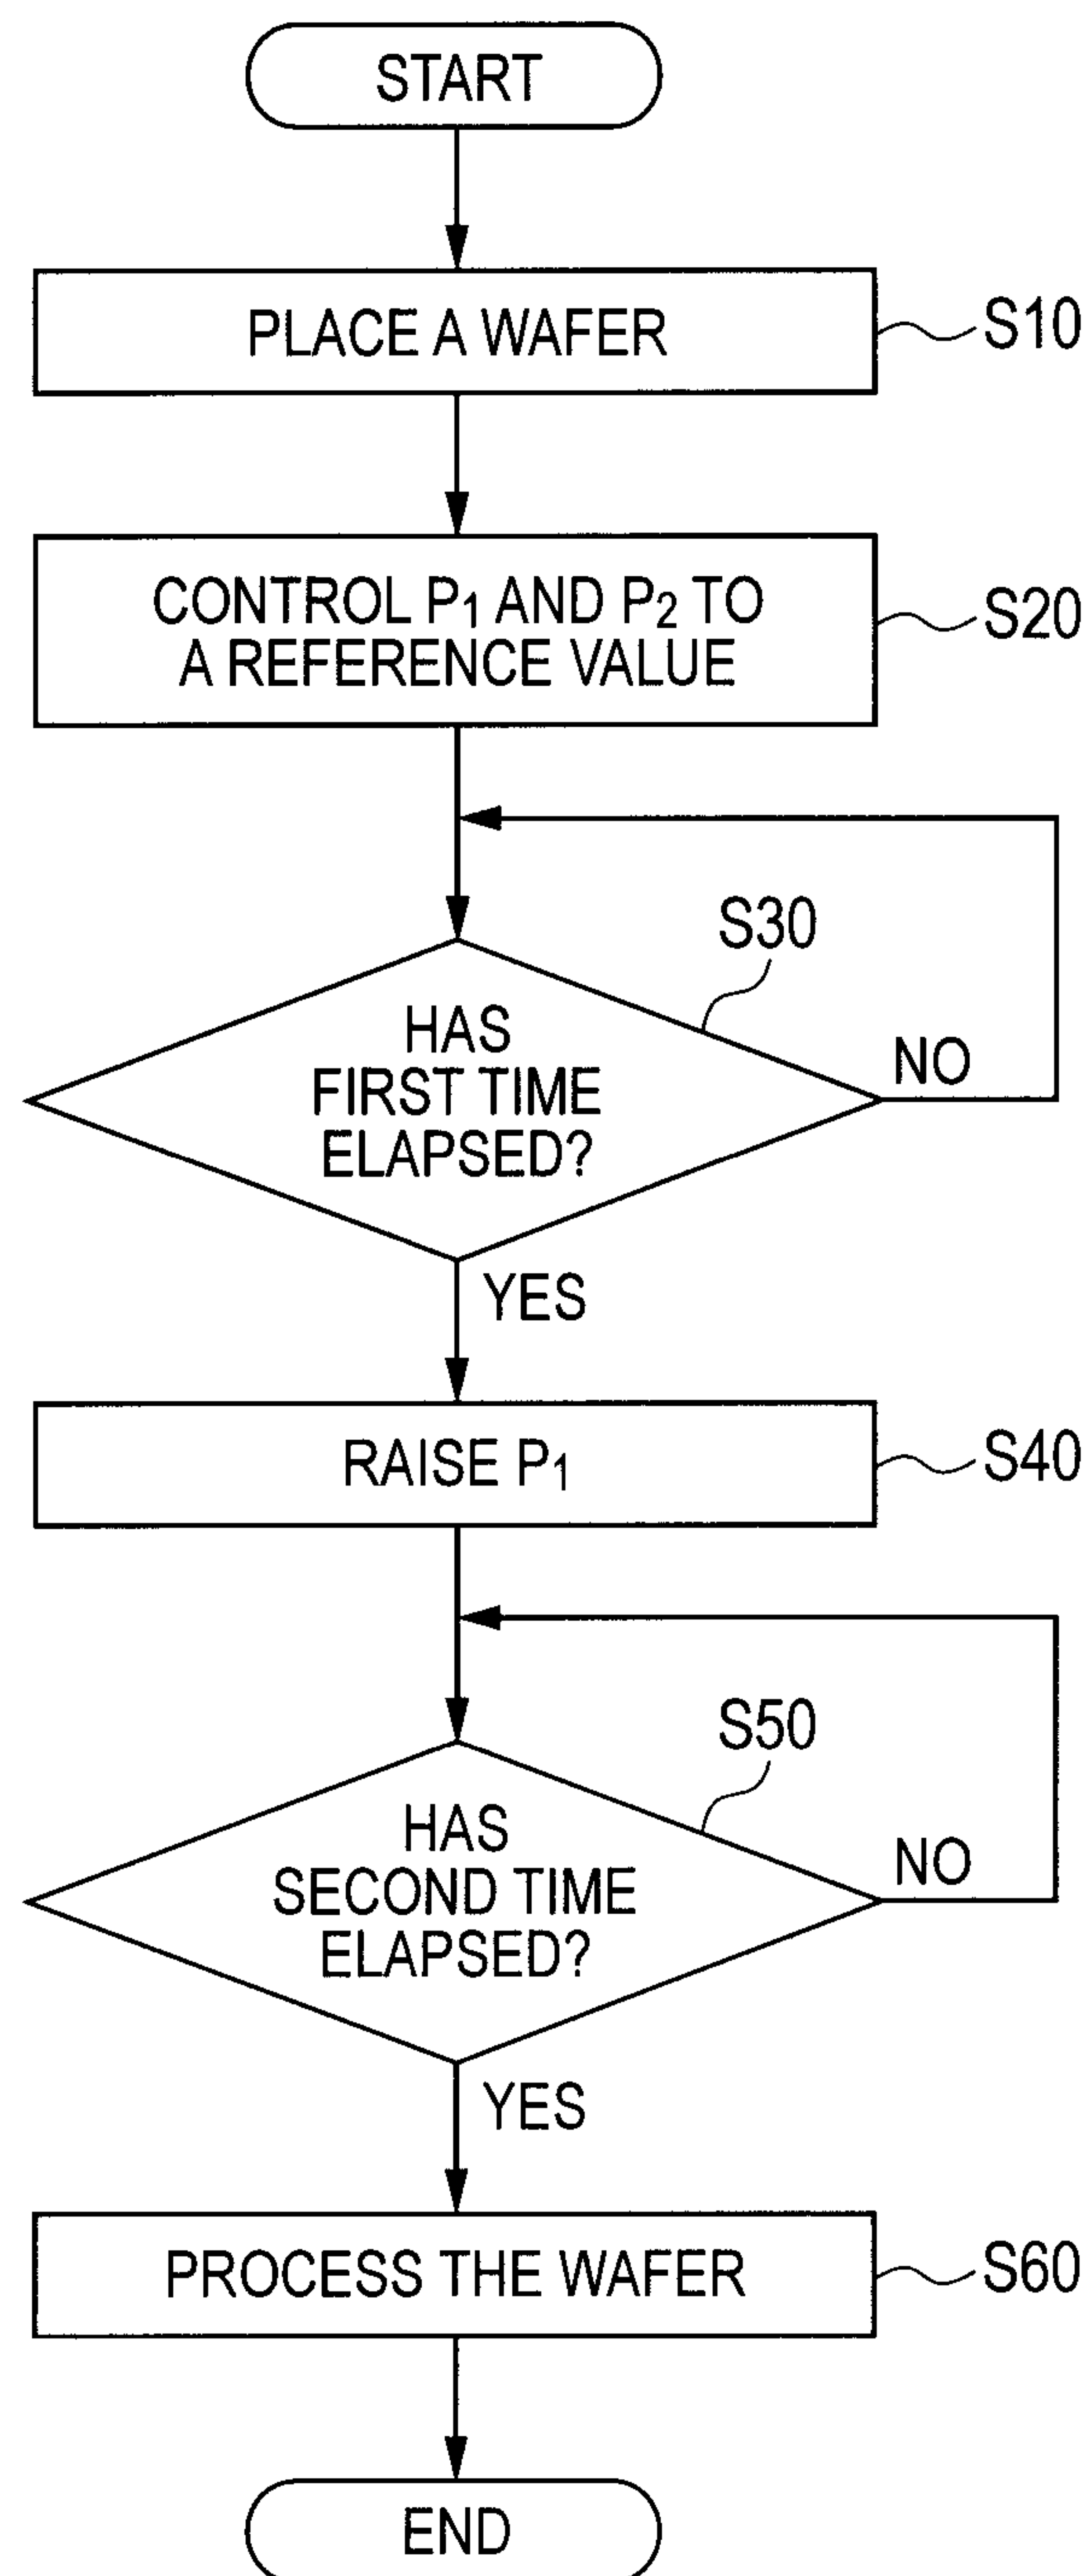 START
PLACE A WAFER
S10
CONTROL P₁ AND P₂ TO
A REFERENCE VALUE
S20
S30
HAS
FIRST TIME
ELAPSED?
NO
YES
RAISE P₁
S40
S50
HAS
SECOND TIME
ELAPSED?
NO
YES
PROCESS THE WAFER
S60
END